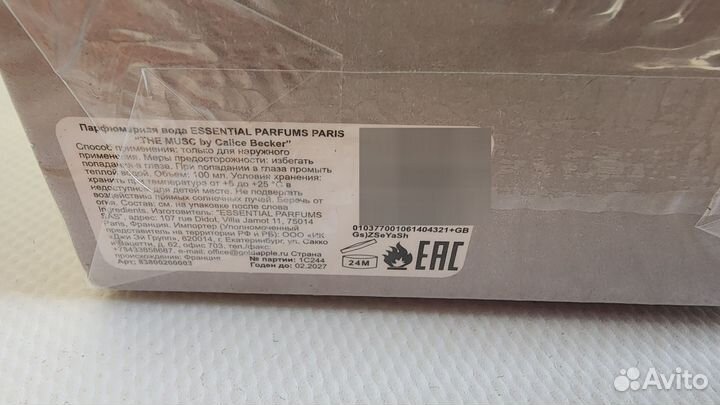 Парфюмерная вода ESSENTIAL PARFUMS PARIS
"THE MUSC by Calice Becker"
Способ применения: только для наружного
применения. Меры предосторожности: избегать
попадания в глаза. При попадании в глаза промыть
теплой водой. Объем: 100 мл. Условия хранения:
хранить при температуре от +5 до +25 °C в
недоступном для детей месте. Не подвергать
воздействию прямых солнечных лучей. Беречь от
огня. Состав: см. на упаковке после слова
Ingredients. Изготовитель: "ESSENTIAL PARFUMS
SAS", адрес: 107 rue Didot, Villa Jamot 11, 75014
Paris, Франция. Импортер (Уполномоченный
представитель на территории РФ и РБ): ООО «ИК
«Джи Эй Групп», 620014, г. Екатеринбург, ул. Сакко
и Ванцетти, д. 62, офис 703, тел./факс:
+78433858687, e-mail: office@goldapple.ru Страна
происхождения: Франция
№ партии: 1C244
Арт: 83800200003
Годен до: 02.2027
010377001061404321+GB
Gs)ZSeYaSh
24M
EAC
Avito